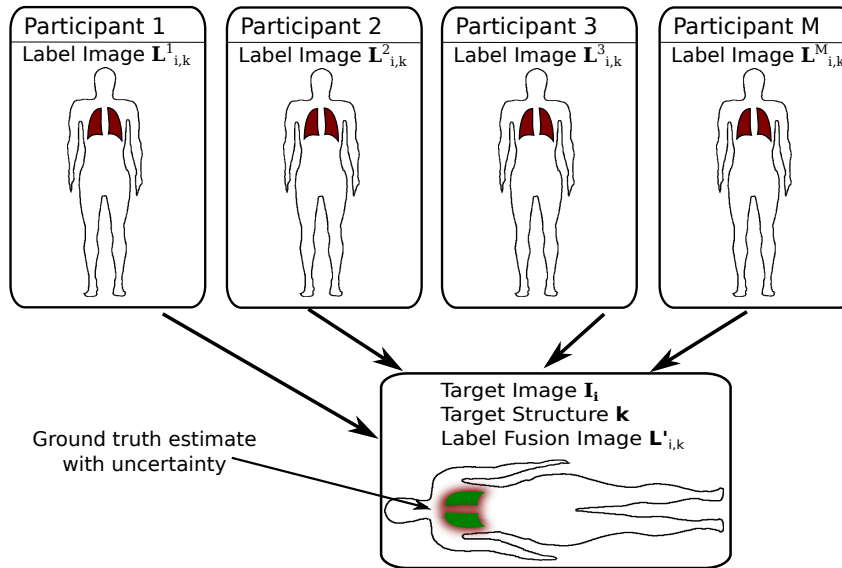 Participant 1
Label Image L¹ᵢ,ₖ
Participant 2
Label Image L²ᵢ,ₖ
Participant 3
Label Image L³ᵢ,ₖ
Participant M
Label Image Lᴹᵢ,ₖ
Target Image Iᵢ
Target Structure k
Label Fusion Image L'ᵢ,ₖ
Ground truth estimate
with uncertainty